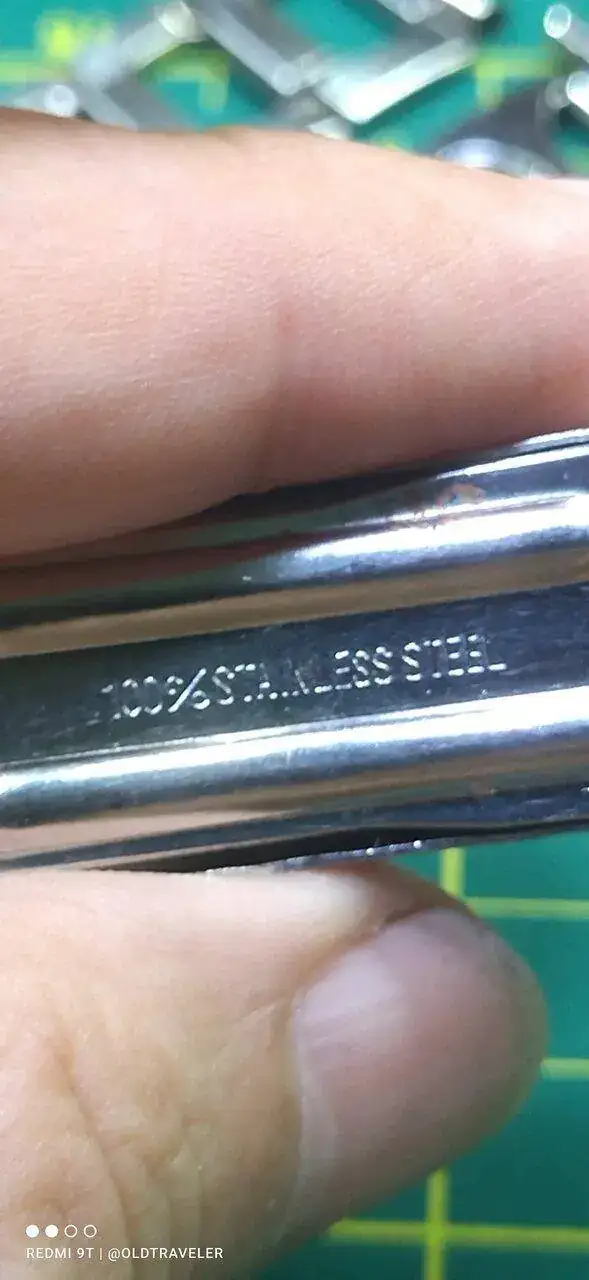 100% STAINLESS STEEL
REDMI 9T | @OLDTRAVELER